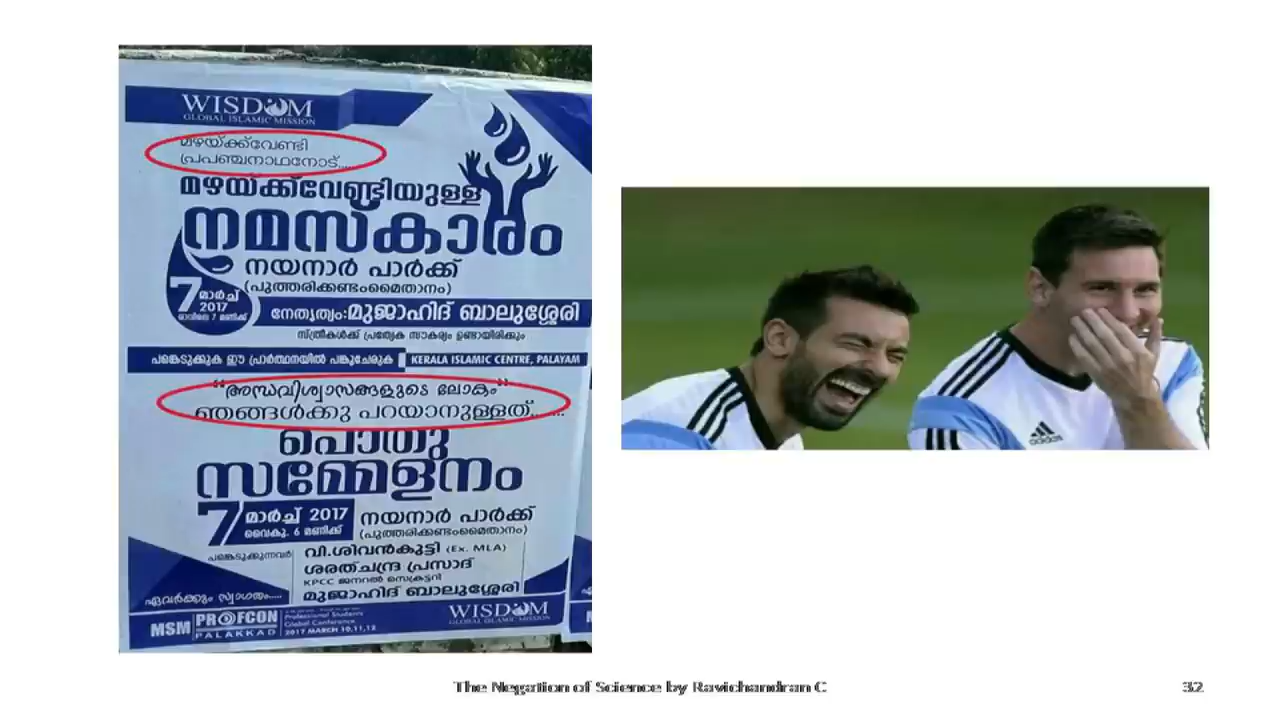 WISDOM
GLOBAL ISLAMIC MISSION
മഴയ്ക്ക്‌വേണ്ടി
പ്രപഞ്ചനാഥനോട്....
മഴയ്ക്ക്‌വേണ്ടിയുള്ള
നമസ്കാരം
നയനാർ പാർക്ക്
(പുത്തരിക്കണ്ടംമൈതാനം)
7 മാർച്ച്
2017
രാവിലെ 7 മണിക്ക്
നേതൃത്വം:മുജാഹിദ് ബാലുശ്ശേരി
സ്ത്രീകൾക്ക് പ്രത്യേക സൗകര്യം ഉണ്ടായിരിക്കും
പങ്കെടുക്കുക ഈ പ്രാർത്ഥനയിൽ പങ്കുചേരുക
KERALA ISLAMIC CENTRE, PALAYAM
"അന്ധവിശ്വാസങ്ങളുടെ ലോകം"
ഞങ്ങൾക്കു പറയാനുള്ളത്......
പൊതു
സമ്മേളനം
7 മാർച്ച് 2017
വൈകു. 6 മണിക്ക്
നയനാർ പാർക്ക്
(പുത്തരിക്കണ്ടംമൈതാനം)
പങ്കെടുക്കുന്നവർ
വി.ശിവൻകുട്ടി (Ex. MLA)
ശരത്ചന്ദ്ര പ്രസാദ്
KPCC ജനറൽ സെക്രട്ടറി
മുജാഹിദ് ബാലുശ്ശേരി
ഏവർക്കും സ്വാഗതം....
MSM PROFCON
PALAKKAD
Professional Students
Global Conference
2017 MARCH 10,11,12
WISDOM
GLOBAL ISLAMIC MISSION
adidas
The Negation of Science by Ravichandran C
32